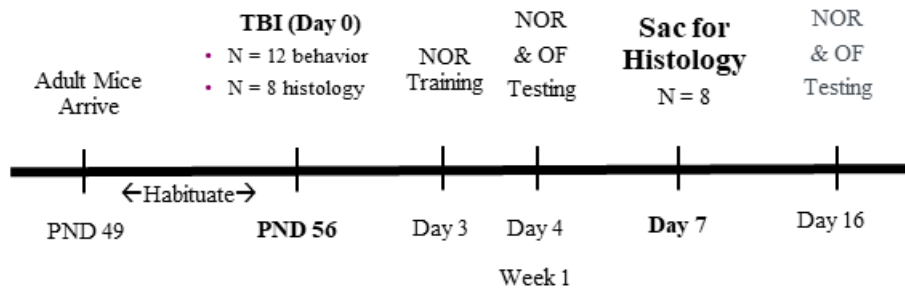 TBI (Day 0)
• N = 12 behavior
• N = 8 histology
Adult Mice
Arrive
NOR
Training
NOR
& OF
Testing
Sac for
Histology
N = 8
NOR
& OF
Testing
←Habituate→
PND 49
PND 56
Day 3
Day 4
Day 7
Day 16
Week 1